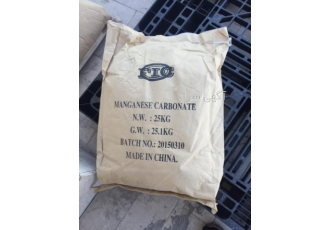 MANGANESE CARBONATE
N.W. : 25KG
G.W. : 25.1KG
BATCH NO.: 20150310
MADE IN CHINA.